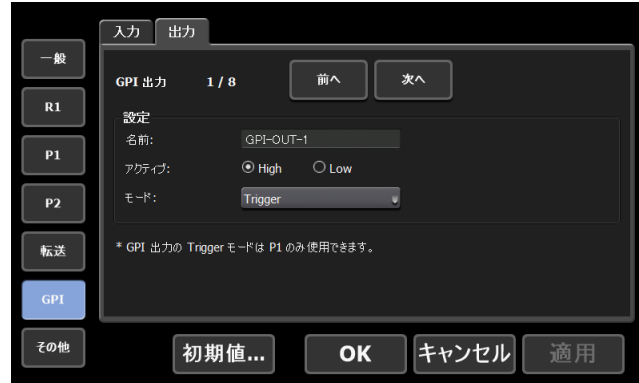 入力 出力
一般
R1
P1
P2
転送
GPI
その他
GPI 出力 1 / 8 前へ 次へ
設定
名前: GPI-OUT-1
アクティブ: High Low
モード: Trigger
* GPI 出力の Trigger モードは P1 のみ使用できます。
初期値... OK キャンセル 適用